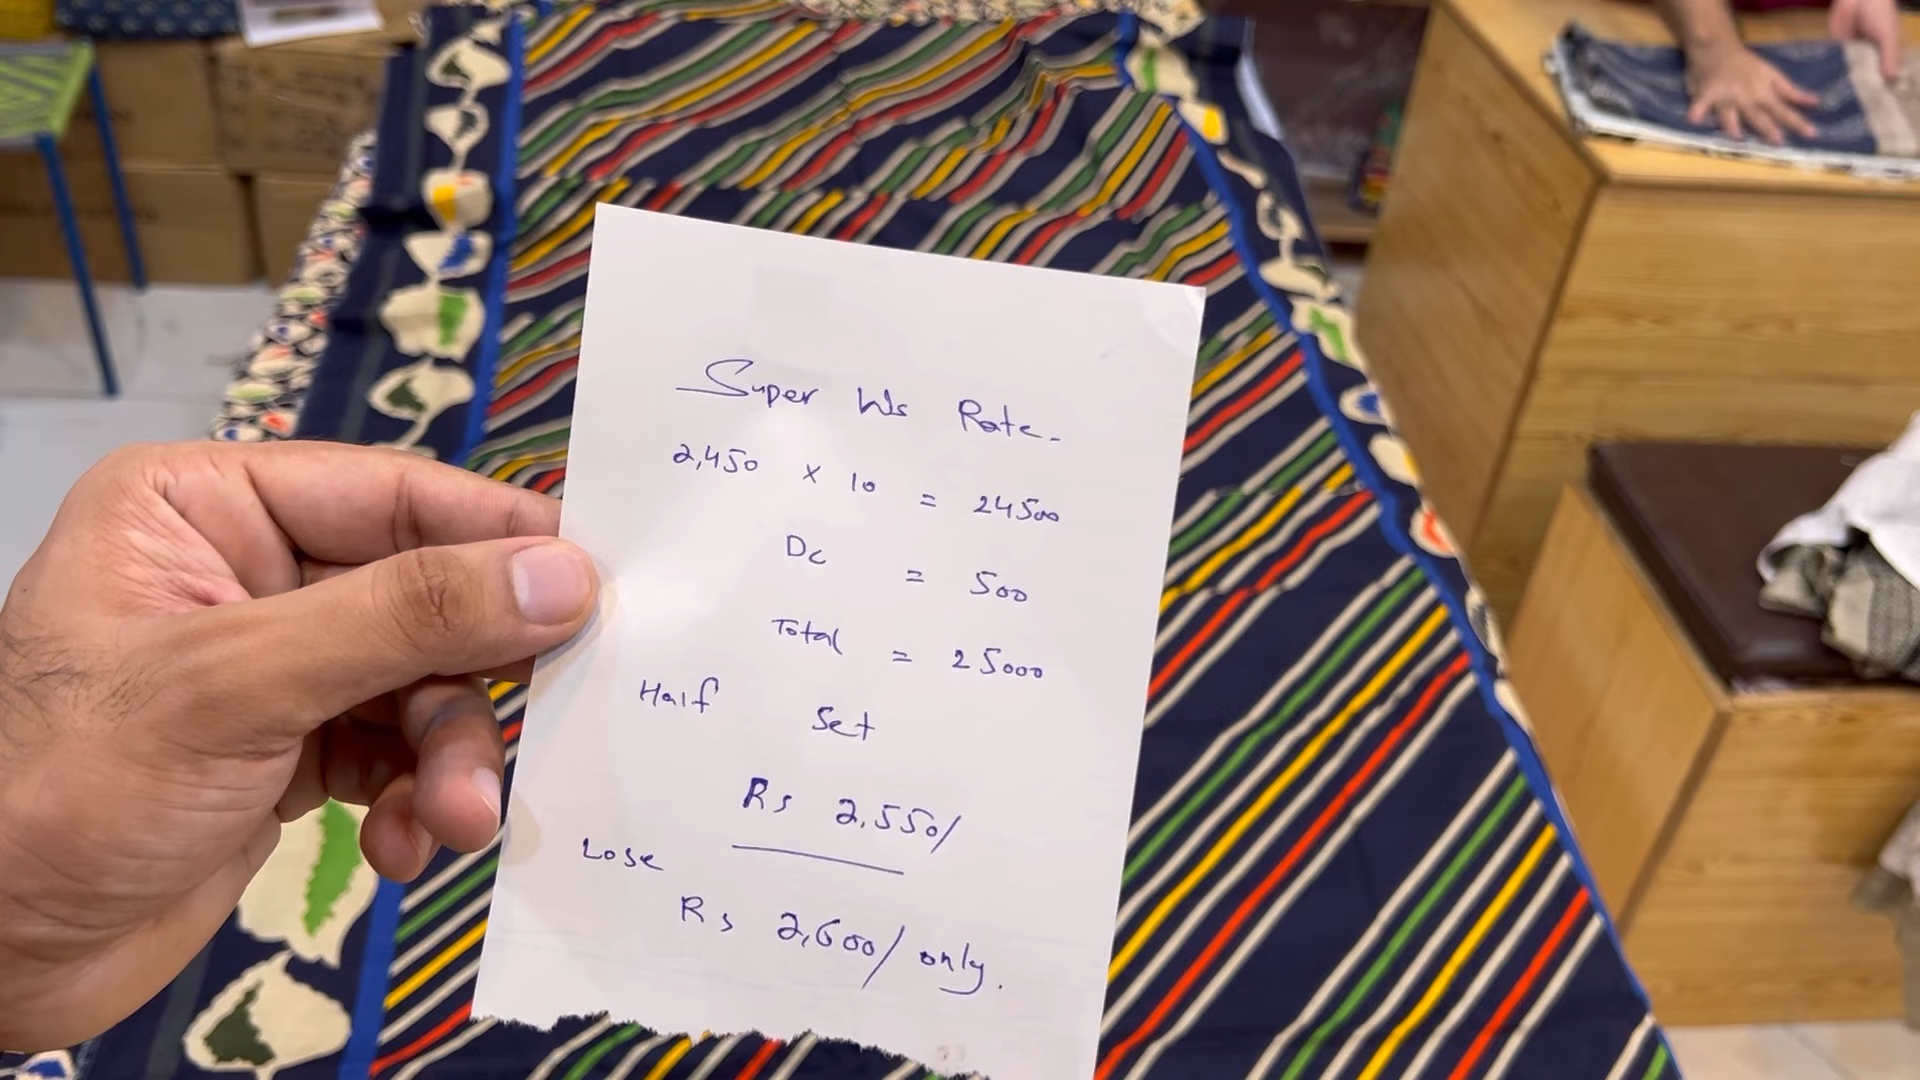 Super Ws Rate-
2,450 x 10 = 24500
Dc = 500
Total = 25000
Half Set
Rs 2,550/
Lose
Rs 2,600/ only.